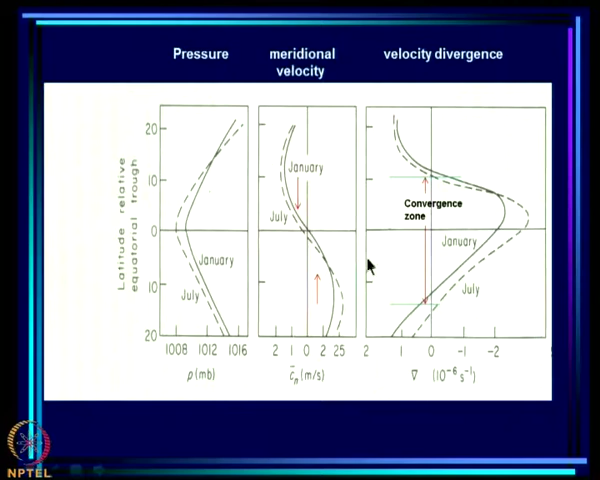 Pressure
meridional
velocity
velocity divergence
Latitude relative
equatorial trough
20
10
0
10
20
January
July
1008 1012 1016
p (mb)
January
July
2 1 0 2 25
c̄n (m/s)
Convergence
zone
January
July
2 1 0 -1 -2
∇ (10⁻⁶ s⁻¹)
NPTEL